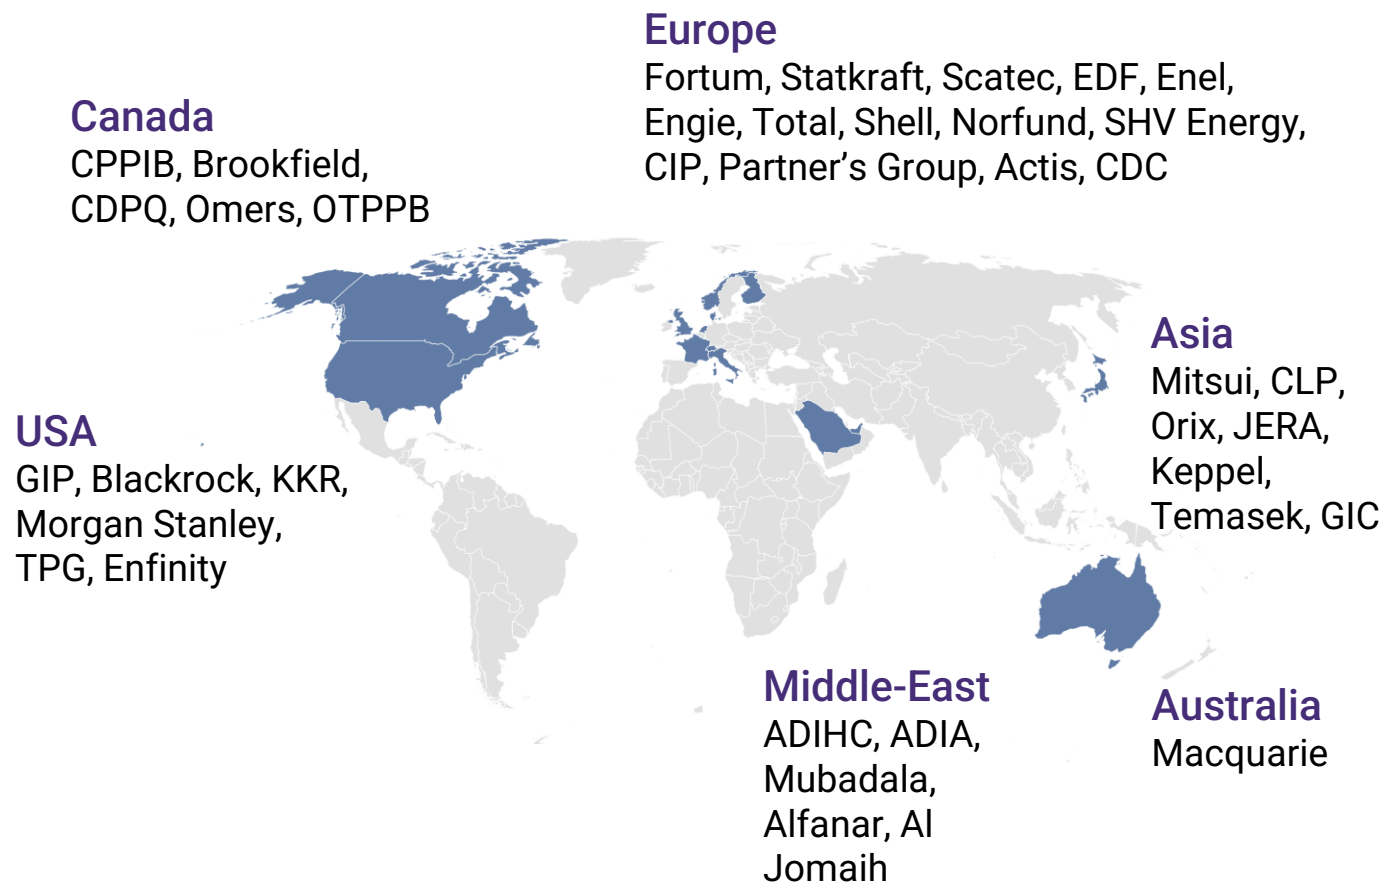 Europe
Fortum, Statkraft, Scatec, EDF, Enel,
Engie, Total, Shell, Norfund, SHV Energy,
CIP, Partner’s Group, Actis, CDC
Canada
CPPIB, Brookfield,
CDPQ, Omers, OTPPB
Asia
Mitsui, CLP,
Orix, JERA,
Keppel,
Temasek, GIC
USA
GIP, Blackrock, KKR,
Morgan Stanley,
TPG, Enfinity
Middle-East
ADIHC, ADIA,
Mubadala,
Alfanar, Al
Jomaih
Australia
Macquarie